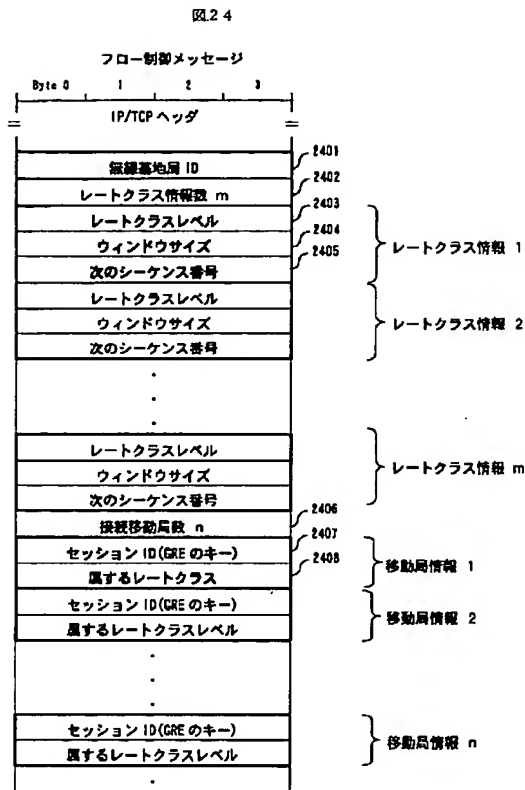 図24
フロー制御メッセージ
Byte 0 1 2 3
IP/TCP ヘッダ
無線基地局 ID 2401
レートクラス情報数 m 2402
レートクラスレベル 2403
ウィンドウサイズ 2404
次のシーケンス番号 2405
レートクラス情報 1
レートクラスレベル
ウィンドウサイズ
次のシーケンス番号
レートクラス情報 2
レートクラスレベル
ウィンドウサイズ
次のシーケンス番号
レートクラス情報 m
接続移動局数 n 2406
セッション ID(GREのキー) 2407
属するレートクラス 2408
移動局情報 1
セッション ID(GREのキー)
属するレートクラスレベル
移動局情報 2
セッション ID(GREのキー)
属するレートクラスレベル
移動局情報 n